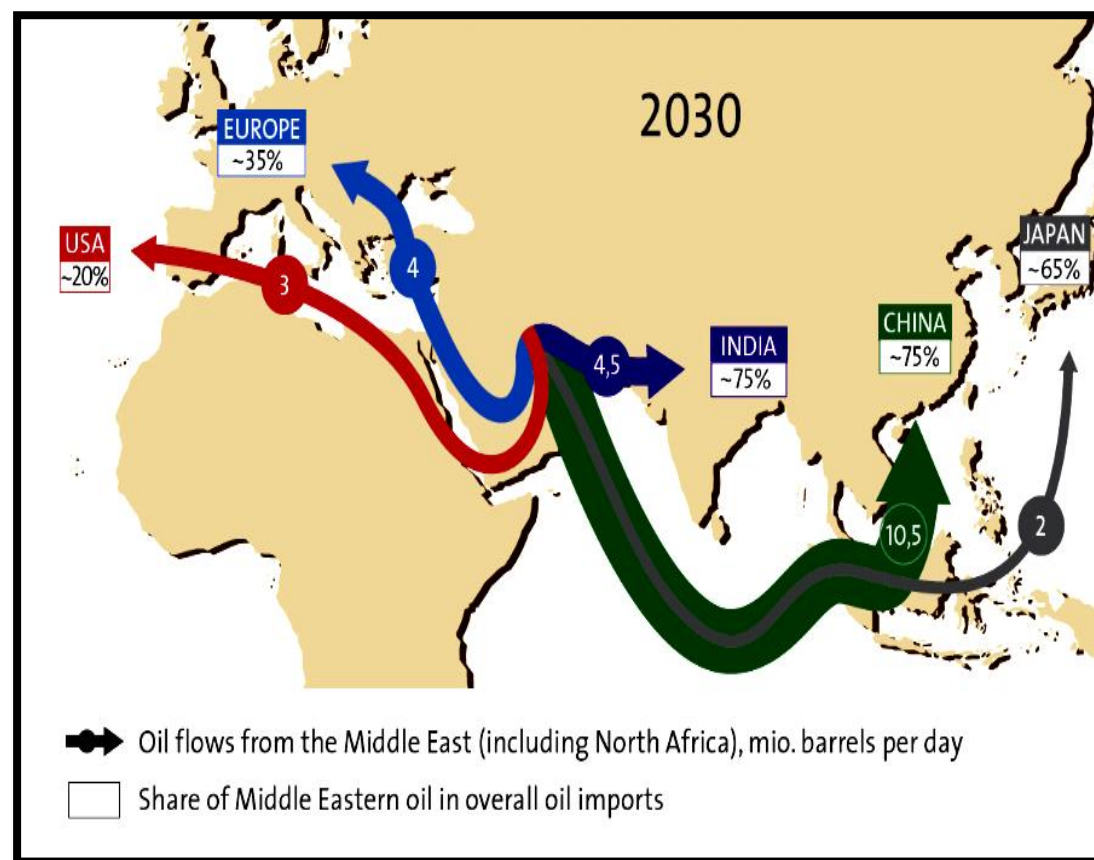 2030
EUROPE
~35%
USA
~20%
3
4
JAPAN
~65%
CHINA
~75%
INDIA
~75%
4,5
10,5
2
Oil flows from the Middle East (including North Africa), mio. barrels per day
Share of Middle Eastern oil in overall oil imports